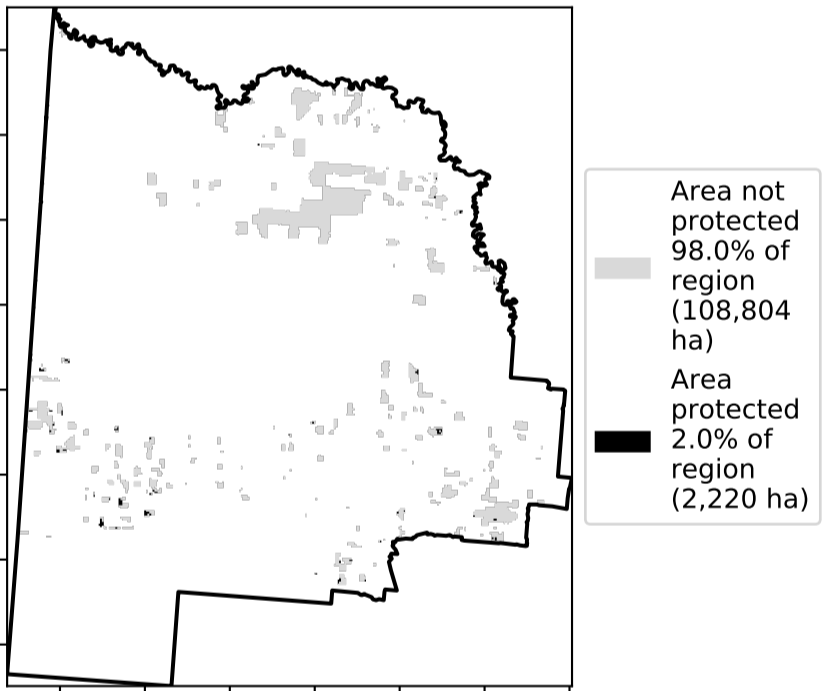 Area not
protected
98.0% of
region
(108,804
ha)
Area
protected
2.0% of
region
(2,220 ha)